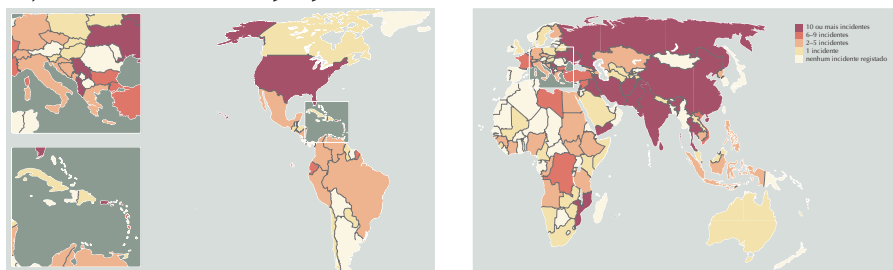 10 ou mais incidentes
6–9 incidentes
2–5 incidentes
1 incidente
nenhum incidente registado